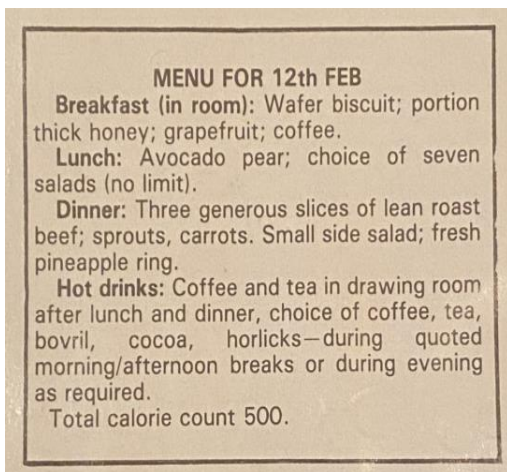 MENU FOR 12th FEB
Breakfast (in room): Wafer biscuit; portion
thick honey; grapefruit; coffee.
Lunch: Avocado pear; choice of seven
salads (no limit).
Dinner: Three generous slices of lean roast
beef; sprouts, carrots. Small side salad; fresh
pineapple ring.
Hot drinks: Coffee and tea in drawing room
after lunch and dinner, choice of coffee, tea,
bovril, cocoa, horlicks—during quoted
morning/afternoon breaks or during evening
as required.
Total calorie count 500.